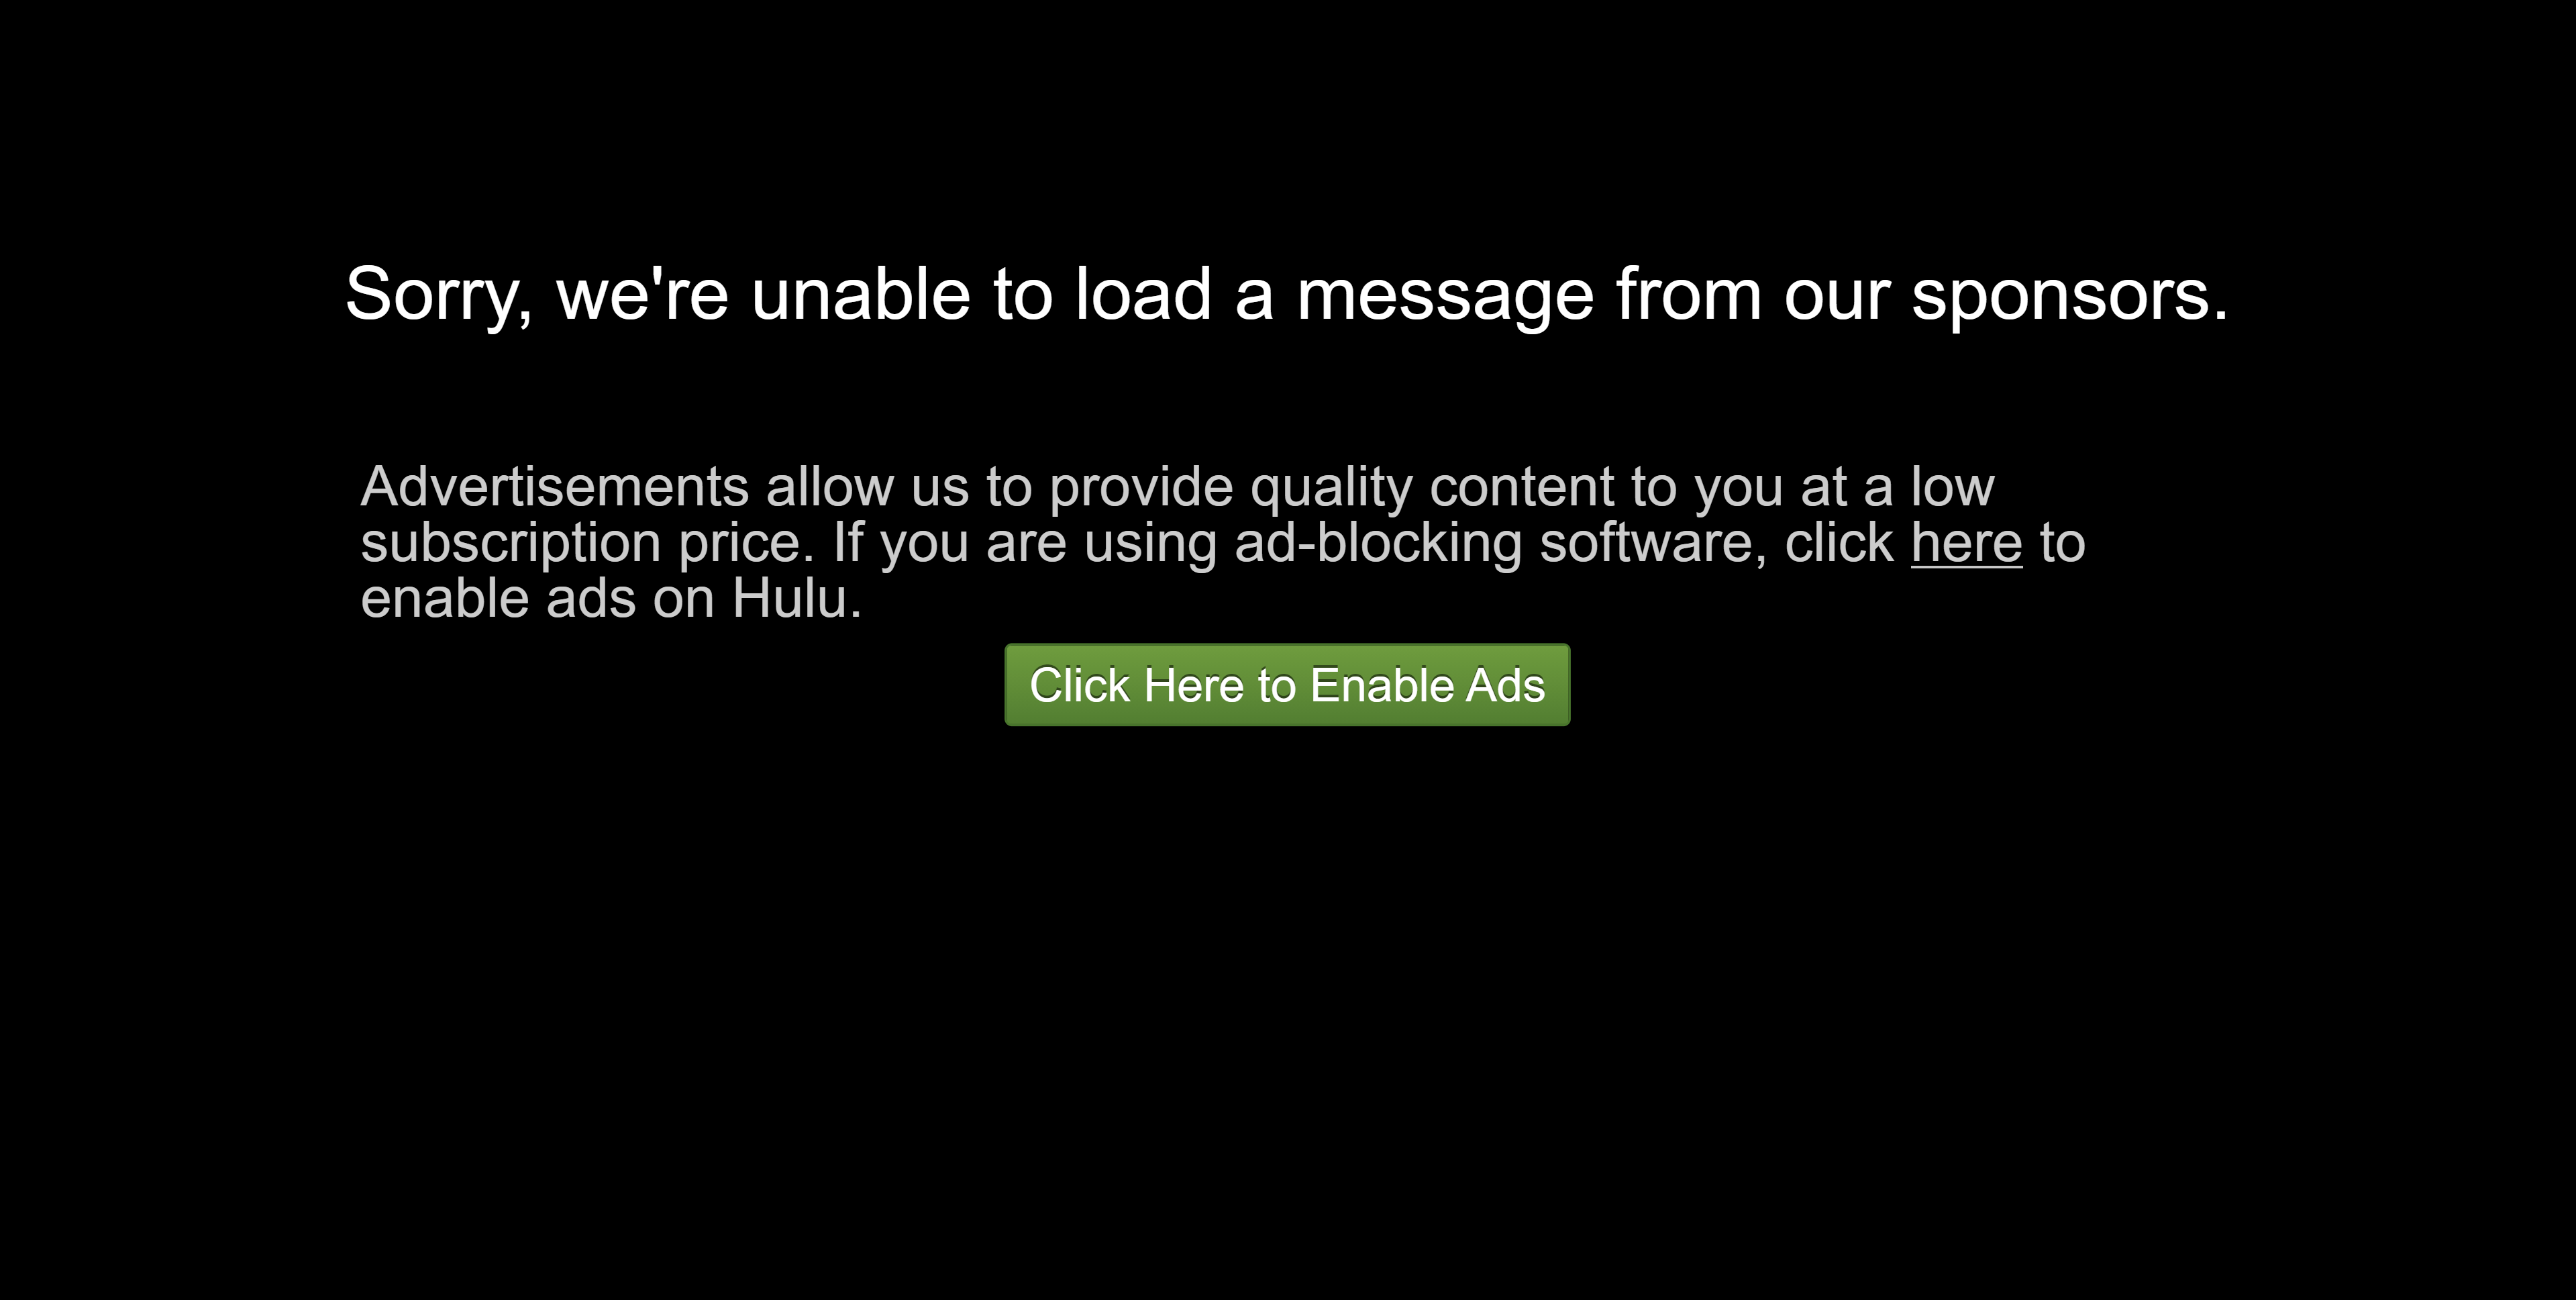 Sorry, we're unable to load a message from our sponsors.
Advertisements allow us to provide quality content to you at a low
subscription price. If you are using ad-blocking software, click here to
enable ads on Hulu.
Click Here to Enable Ads